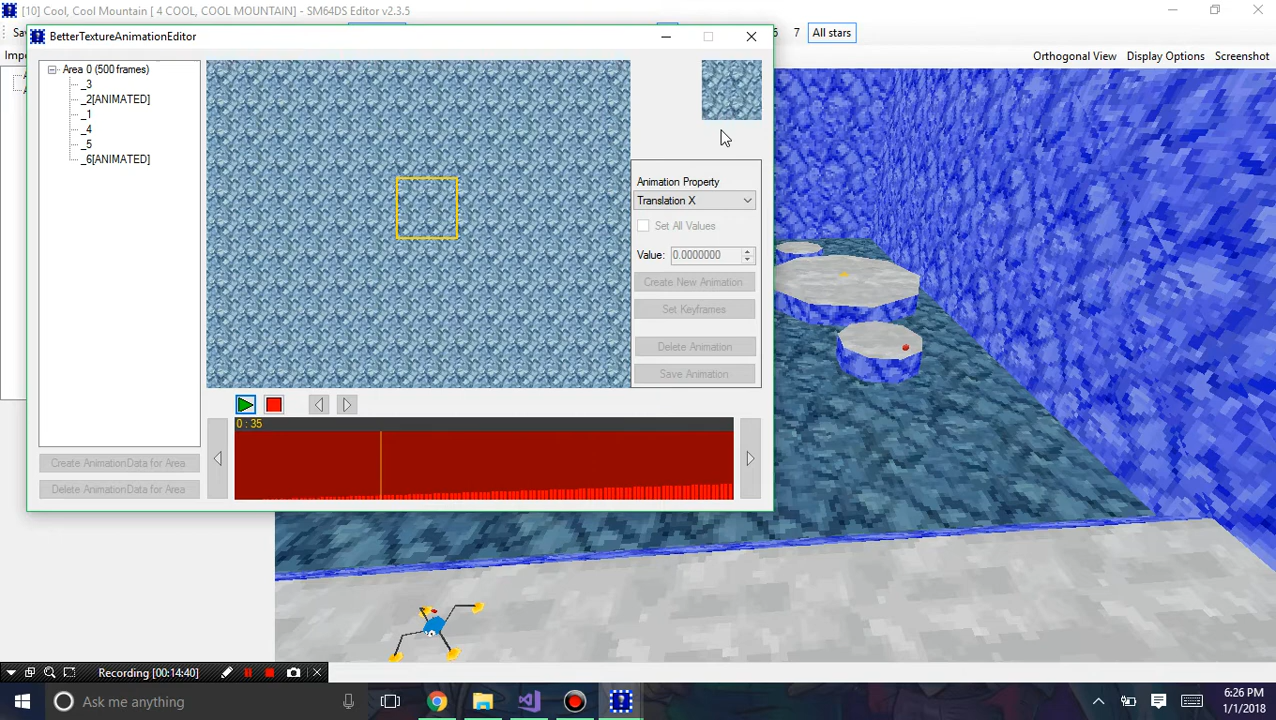 [10] Cool, Cool Mountain [ 4 COOL, COOL MOUNTAIN] - SM64DS Editor v2.3.5
BetterTextureAnimationEditor
7 All stars
Orthogonal View Display Options Screenshot
Area 0 (500 frames)
_3
_2[ANIMATED]
_1
_4
_5
_6[ANIMATED]
Animation Property
Translation X
Set All Values
Value: 0.0000000
Create New Animation
Set Keyframes
Delete Animation
Save Animation
0 : 35
Create AnimationData for Area
Delete AnimationData for Area
Recording [00:14:40]
Ask me anything
6:26 PM
1/1/2018